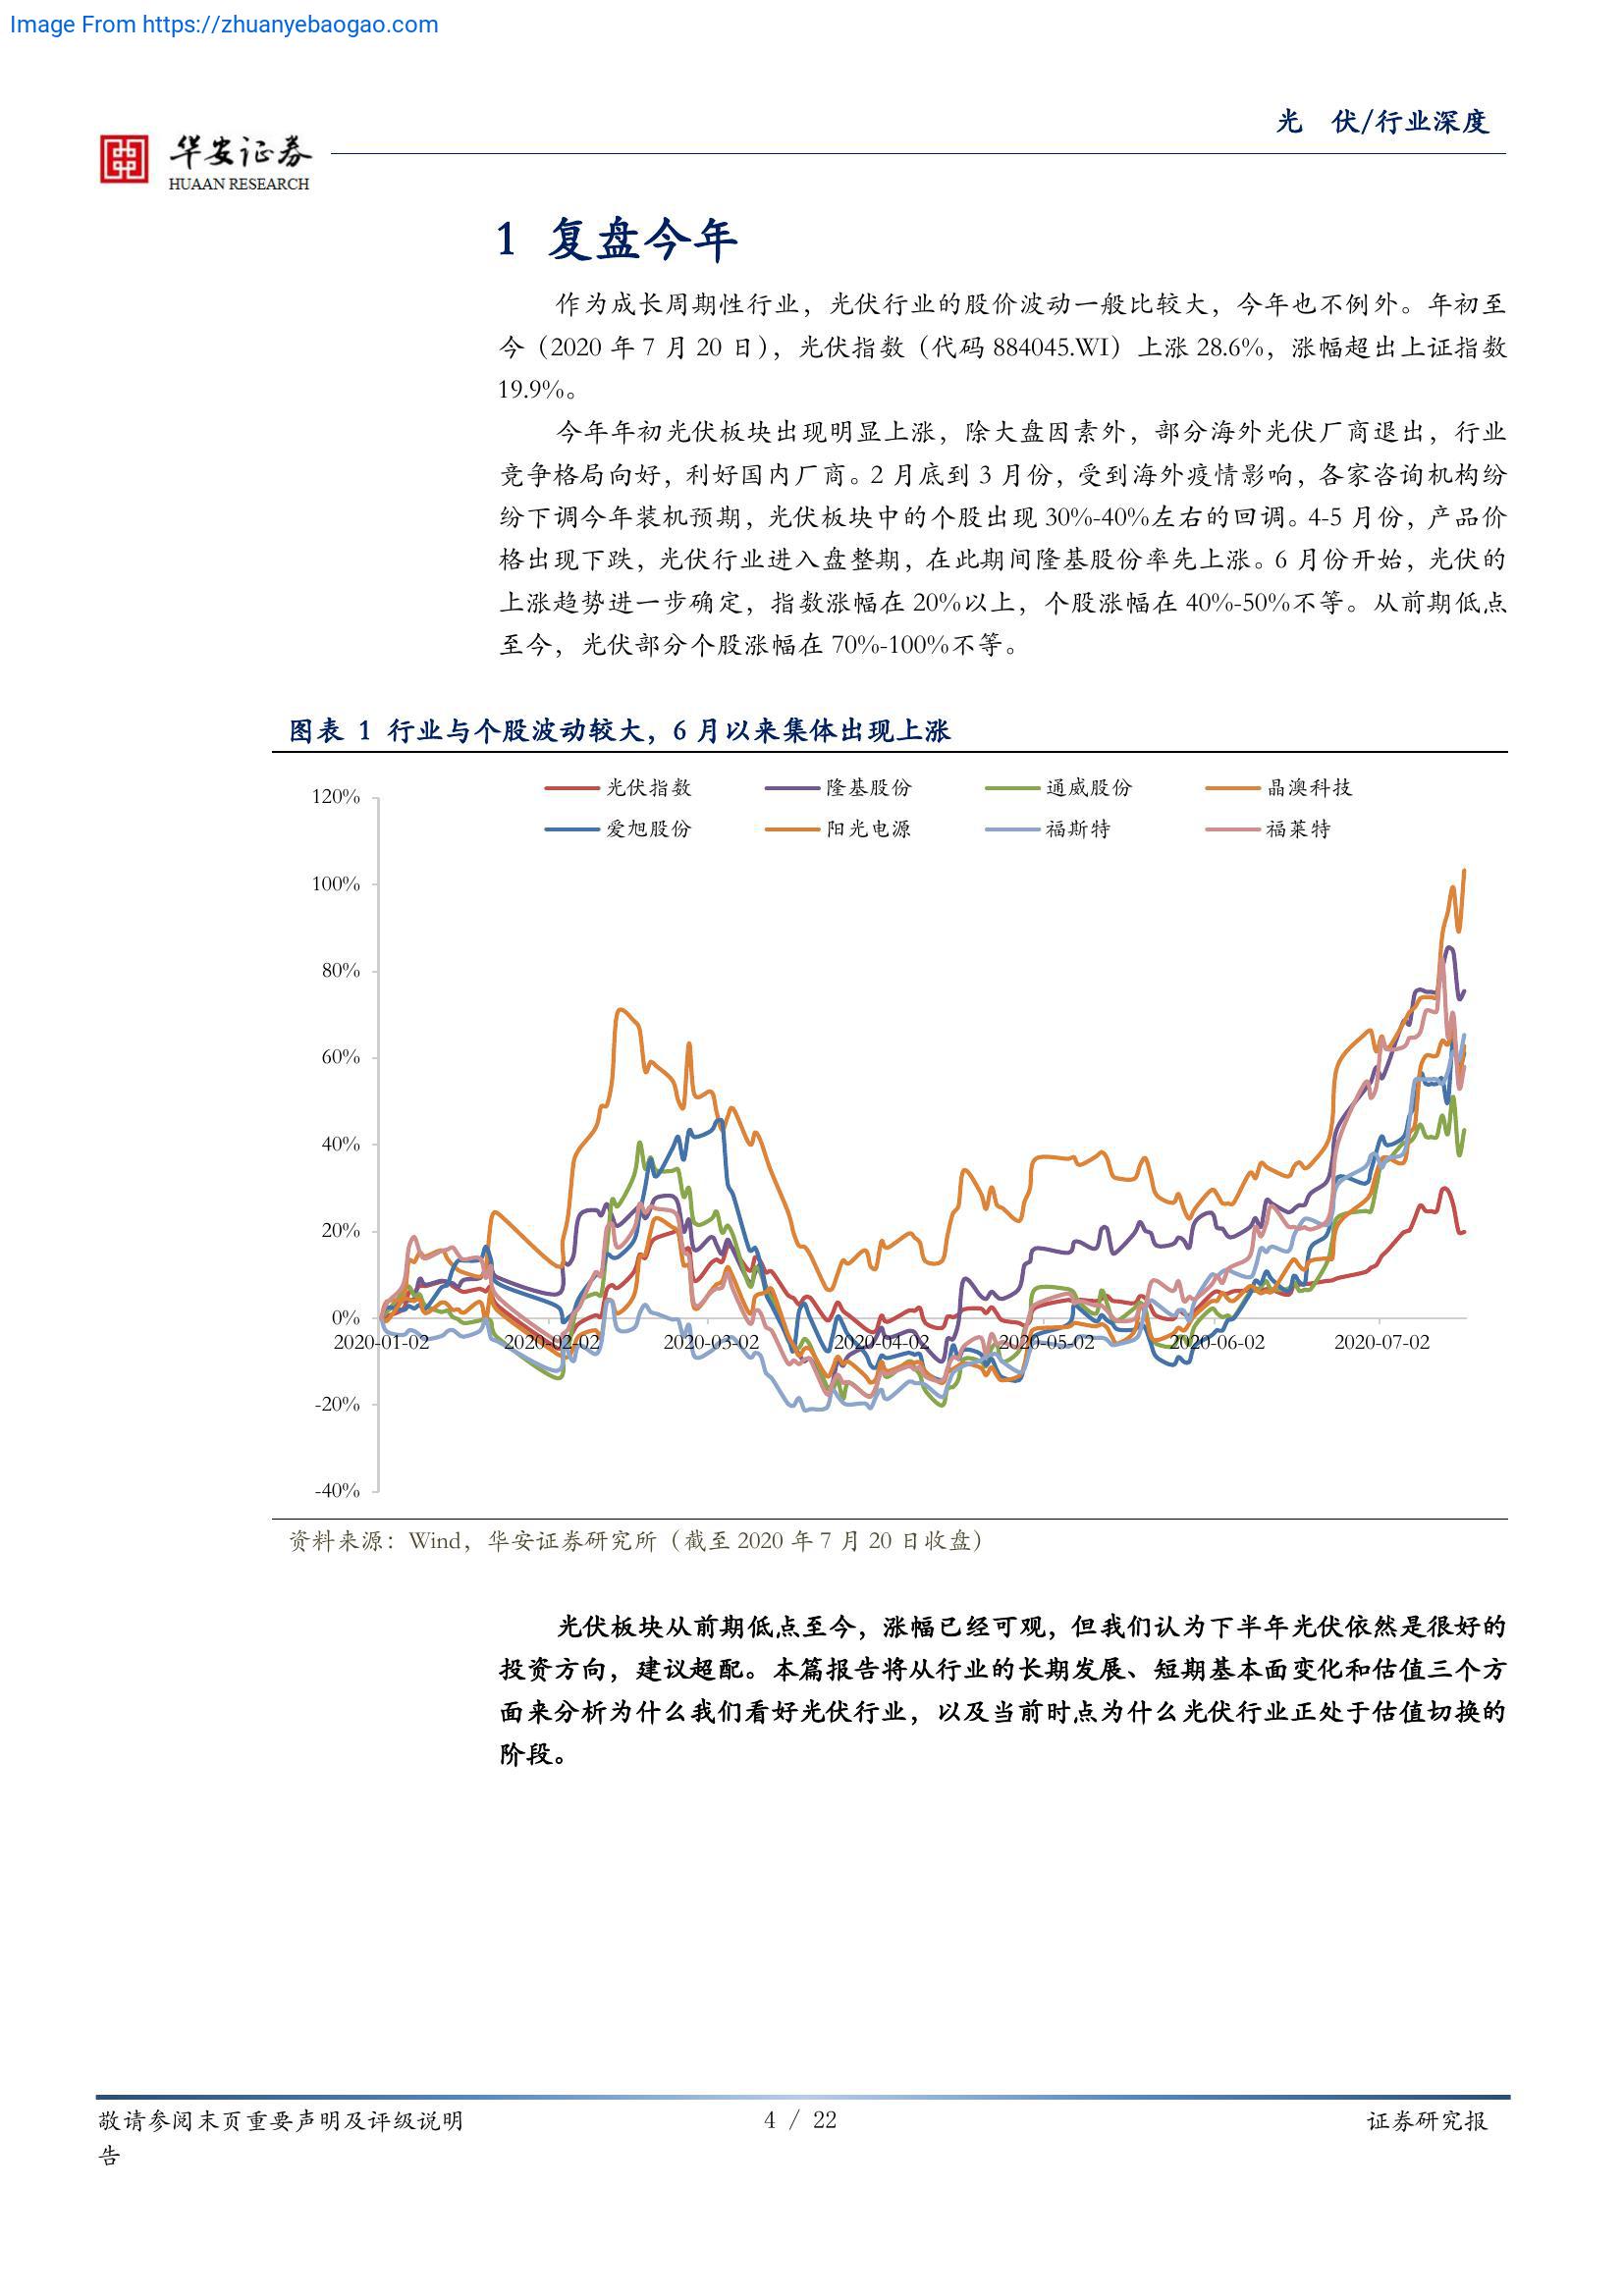 Image From https://zhuanyebaogao.com
光 伏/行业深度
华安证券
HUAAN RESEARCH
1 复盘今年
作为成长周期性行业，光伏行业的股价波动一般比较大，今年也不例外。年初至
今（2020 年 7 月 20 日），光伏指数（代码 884045.WI）上涨 28.6%，涨幅超出上证指数
19.9%。
今年年初光伏板块出现明显上涨，除大盘因素外，部分海外光伏厂商退出，行业
竞争格局向好，利好国内厂商。2 月底到 3 月份，受到海外疫情影响，各家咨询机构纷
纷下调今年装机预期，光伏板块中的个股出现 30%-40%左右的回调。4-5 月份，产品价
格出现下跌，光伏行业进入盘整期，在此期间隆基股份率先上涨。6 月份开始，光伏的
上涨趋势进一步确定，指数涨幅在 20%以上，个股涨幅在 40%-50%不等。从前期低点
至今，光伏部分个股涨幅在 70%-100%不等。
图表 1 行业与个股波动较大，6 月以来集体出现上涨
光伏指数 隆基股份 通威股份 晶澳科技
爱旭股份 阳光电源 福斯特 福莱特
120%
100%
80%
60%
40%
20%
0%
2020-01-02 2020-02-02 2020-03-02 2020-04-02 2020-05-02 2020-06-02 2020-07-02
-20%
-40%
资料来源：Wind，华安证券研究所（截至 2020 年 7 月 20 日收盘）
光伏板块从前期低点至今，涨幅已经可观，但我们认为下半年光伏依然是很好的
投资方向，建议超配。本篇报告将从行业的长期发展、短期基本面变化和估值三个方
面来分析为什么我们看好光伏行业，以及当前时点为什么光伏行业正处于估值切换的
阶段。
敬请参阅末页重要声明及评级说明 4 / 22 证券研究报
告